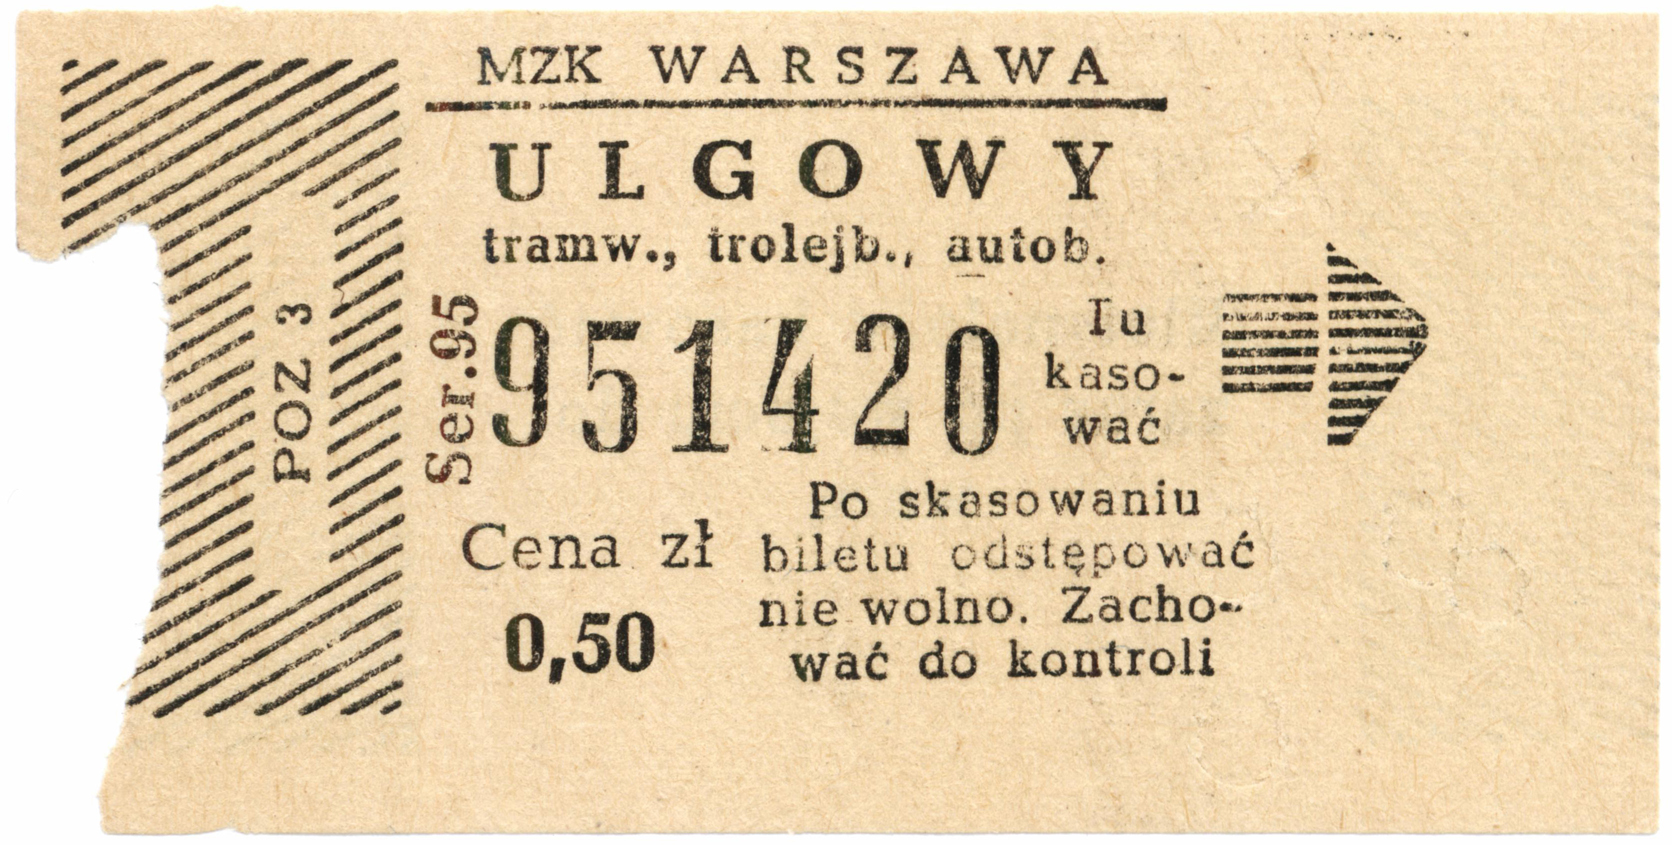 MZK WARSZAWA
ULGOWY
tramw., trolejb., autob.
POZ 3
Ser.95
951420
Tu
kaso-
wać
Cena zł
0,50
Po skasowaniu
biletu odstępować
nie wolno. Zacho-
wać do kontroli